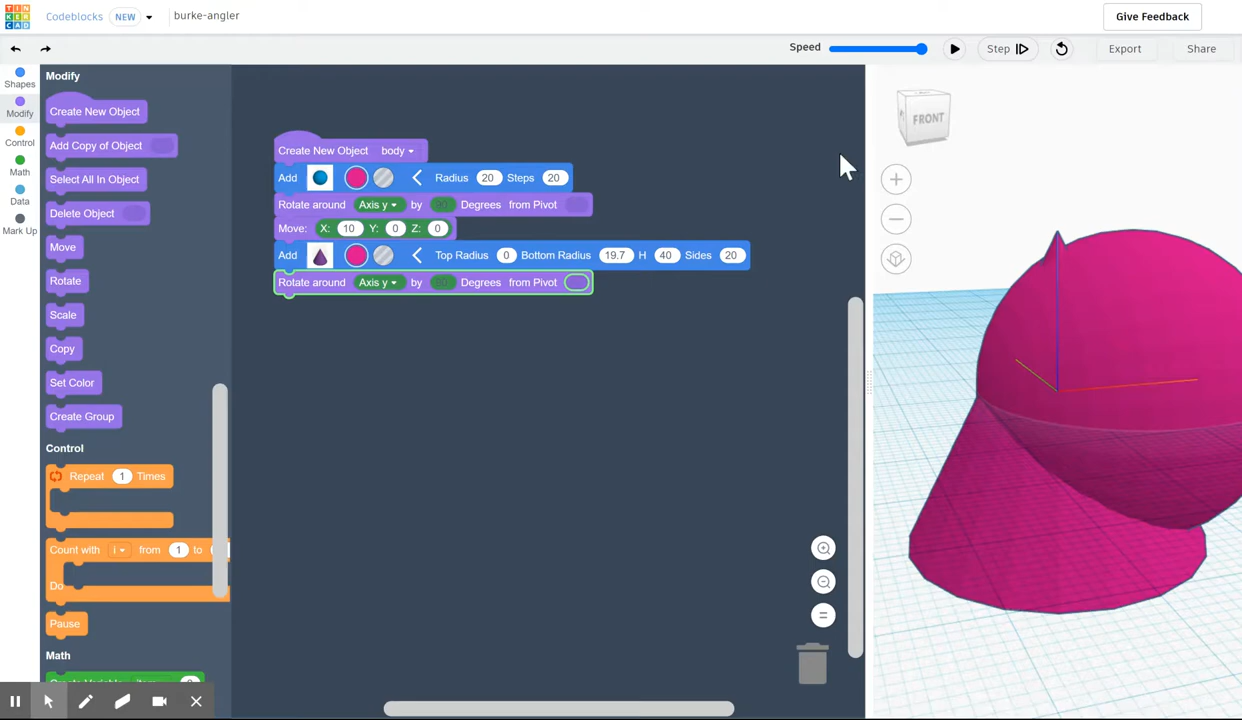 TIN
KER
CAD
Codeblocks NEW burke-angler
Give Feedback
Speed
Step
Export
Share
Shapes
Modify
Control
Math
Data
Mark Up
Modify
Create New Object
Add Copy of Object
Select All In Object
Delete Object
Move
Rotate
Scale
Copy
Set Color
Create Group
Control
Repeat 1 Times
Count with i from 1 to
Do
Pause
Math
Create New Object body
Add Radius 20 Steps 20
Rotate around Axis y by 90 Degrees from Pivot
Move: X: 10 Y: 0 Z: 0
Add Top Radius 0 Bottom Radius 19.7 H 40 Sides 20
Rotate around Axis y by Degrees from Pivot
FRONT